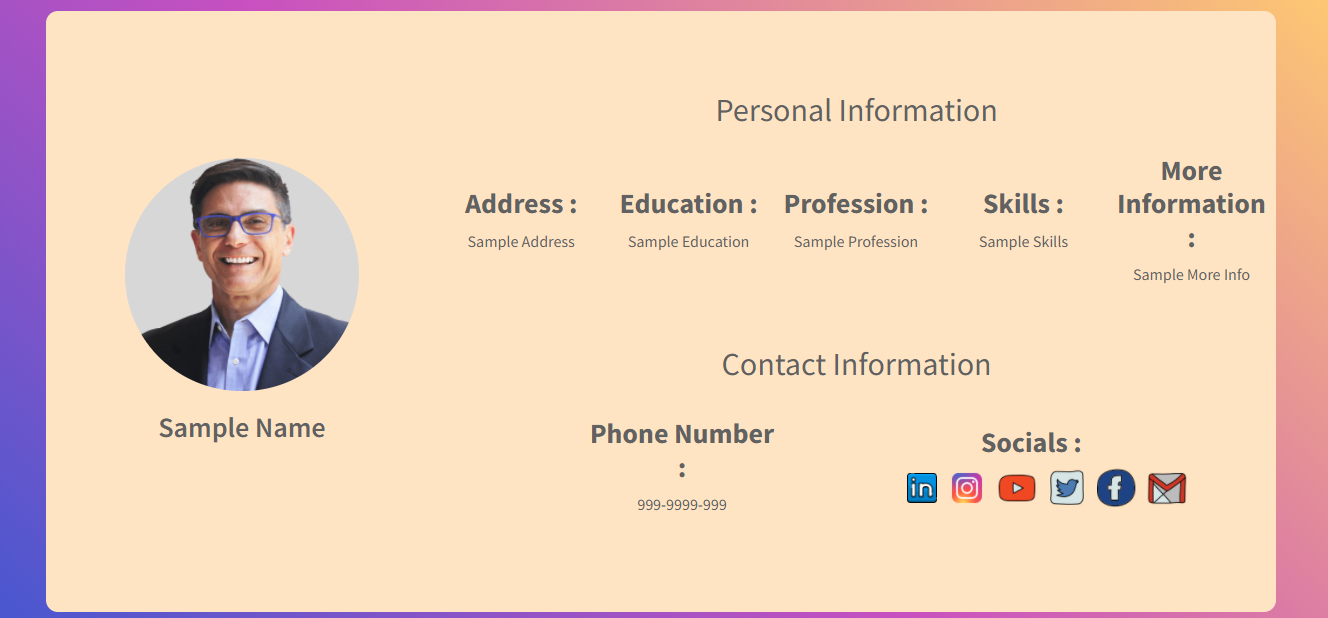 Personal Information
Address :
Sample Address
Education :
Sample Education
Profession :
Sample Profession
Skills :
Sample Skills
More
Information
:
Sample More Info
Sample Name
Contact Information
Phone Number
:
999-9999-999
Socials :
in
f